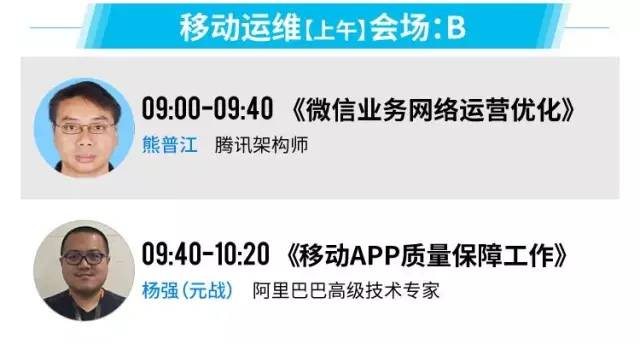 移动运维【上午】会场：B
09:00-09:40 《微信业务网络运营优化》
熊普江 腾讯架构师
09:40-10:20 《移动APP质量保障工作》
杨强（元战） 阿里巴巴高级技术专家